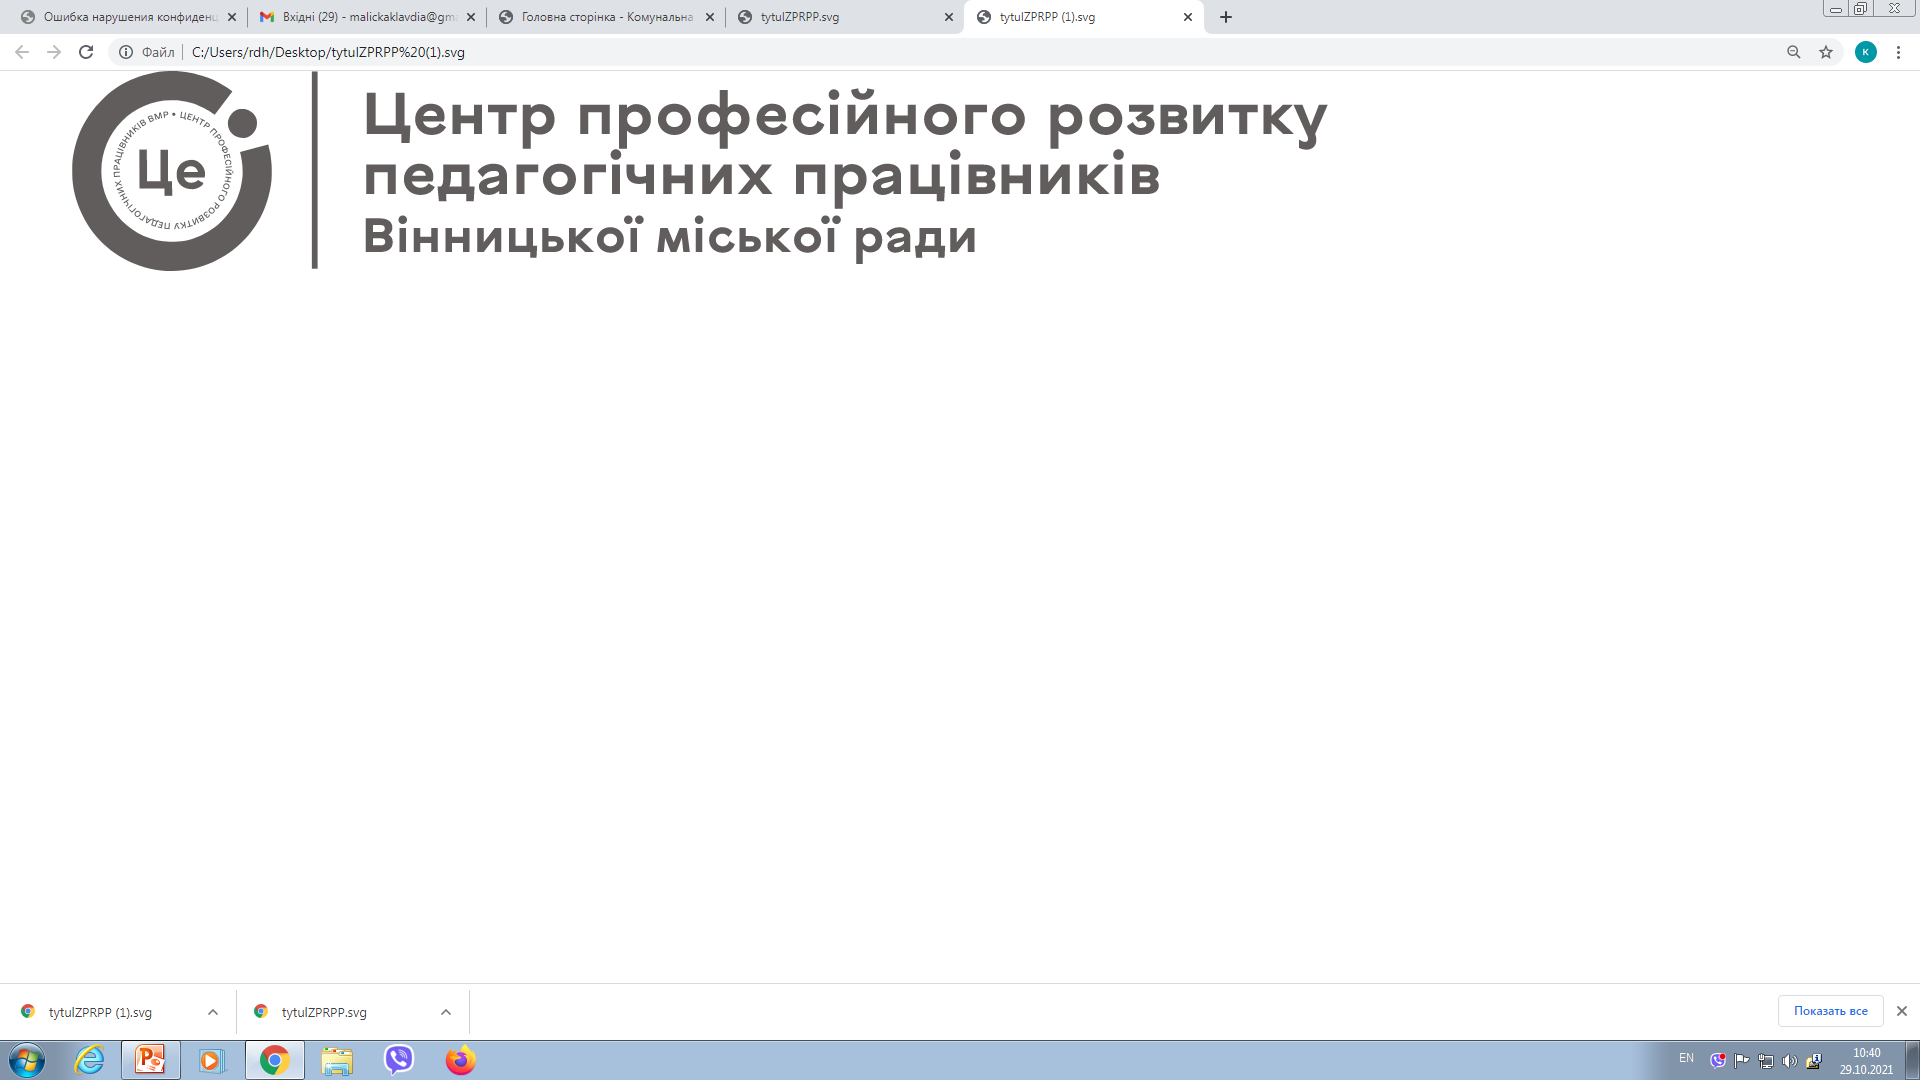 Ошибка нарушения конфиденц
Вхідні (29) - malickaklavdia@gma
Головна сторінка - Комунальна
tytulZPRPP.svg
tytulZPRPP (1).svg
Файл
C:/Users/rdh/Desktop/tytulZPRPP%20(1).svg
K
ЦЕНТР ПРОФЕСІЙНОГО РОЗВИТКУ ПЕДАГОГІЧНИХ ПРАЦІВНИКІВ ВМР •
Це
Центр професійного розвитку
педагогічних працівників
Вінницької міської ради
tytulZPRPP (1).svg
tytulZPRPP.svg
Показать все
EN
10:40
29.10.2021